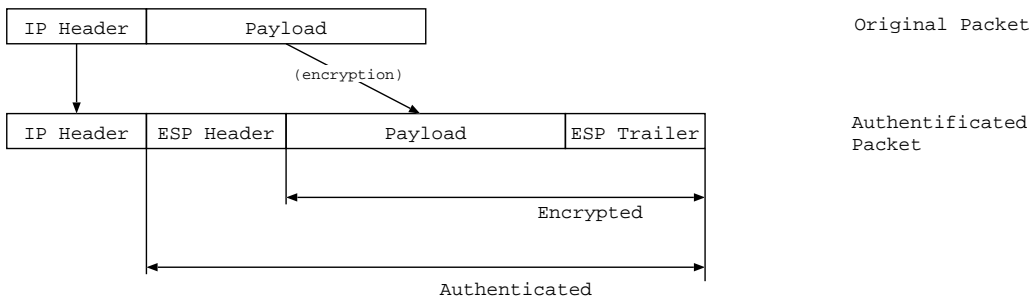 IP Header Payload Original Packet
(encryption)
IP Header ESP Header Payload ESP Trailer Authentificated
Packet
Encrypted
Authenticated